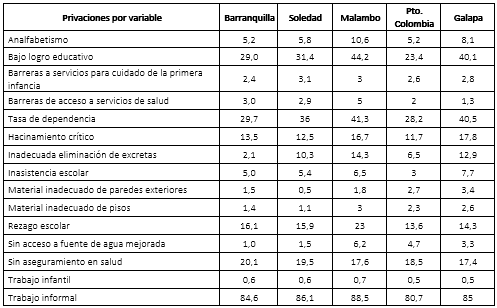 Privaciones por variable Barranquilla Soledad Malambo Pto. Colombia Galapa
Analfabetismo 5,2 5,8 10,6 5,2 8,1
Bajo logro educativo 29,0 31,4 44,2 23,4 40,1
Barreras a servicios para cuidado de la primera infancia 2,4 3,1 3 2,6 2,8
Barreras de acceso a servicios de salud 3,0 2,9 5 2 1,3
Tasa de dependencia 29,7 36 41,3 28,2 40,5
Hacinamiento crítico 13,5 12,5 16,7 11,7 17,8
Inadecuada eliminación de excretas 2,1 10,3 14,3 6,5 12,9
Inasistencia escolar 5,0 5,4 6,5 3 7,7
Material inadecuado de paredes exteriores 1,5 0,5 1,8 2,7 3,4
Material inadecuado de pisos 1,4 1,1 3 2,3 2,6
Rezago escolar 16,1 15,9 23 13,6 14,3
Sin acceso a fuente de agua mejorada 1,0 1,5 6,2 4,7 3,3
Sin aseguramiento en salud 20,1 19,5 17,6 18,5 17,4
Trabajo infantil 0,6 0,6 0,7 0,5 0,5
Trabajo informal 84,6 86,1 88,5 80,7 85